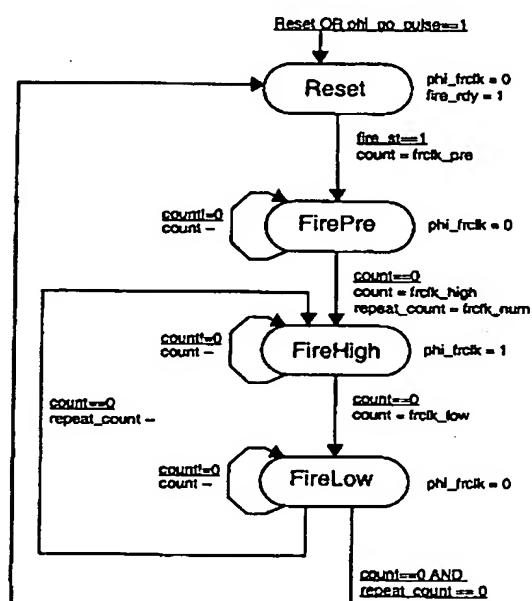 Reset OR phi_go_pulse==1
Reset
phi_frclk = 0
fire_rdy = 1
fire_st==1
count = frclk_pre
count!=0
count –
FirePre
phi_frclk = 0
count==0
count = frclk_high
repeat_count = frclk_num
count!=0
count –
FireHigh
phi_frclk = 1
count==0
repeat_count –
count==0
count = frclk_low
count!=0
count –
FireLow
phi_frclk = 0
count==0 AND
repeat_count == 0